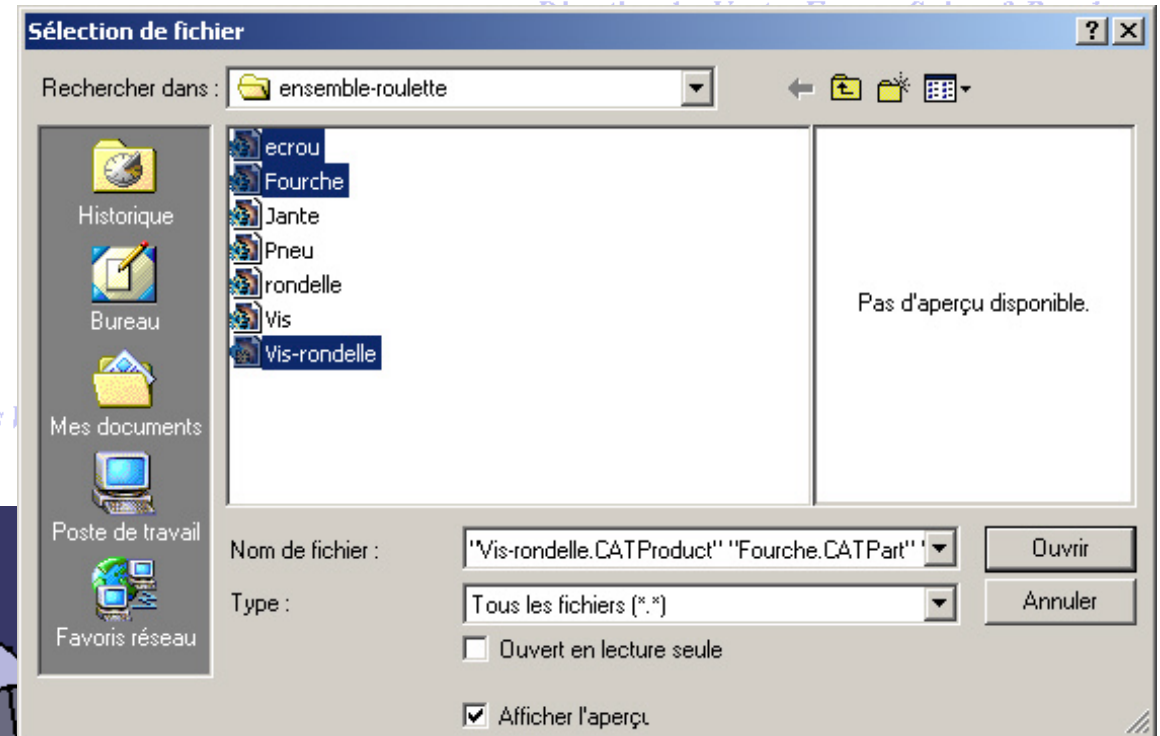 Sélection de fichier
Rechercher dans : ensemble-roulette
Historique
Bureau
Mes documents
Poste de travail
Favoris réseau
ecrou
Fourche
Jante
Pneu
rondelle
Vis
Vis-rondelle
Pas d'aperçu disponible.
Nom de fichier : "Vis-rondelle.CATProduct" "Fourche.CATPart" "
Ouvrir
Type : Tous les fichiers (*.*)
Annuler
Ouvert en lecture seule
Afficher l'aperçu